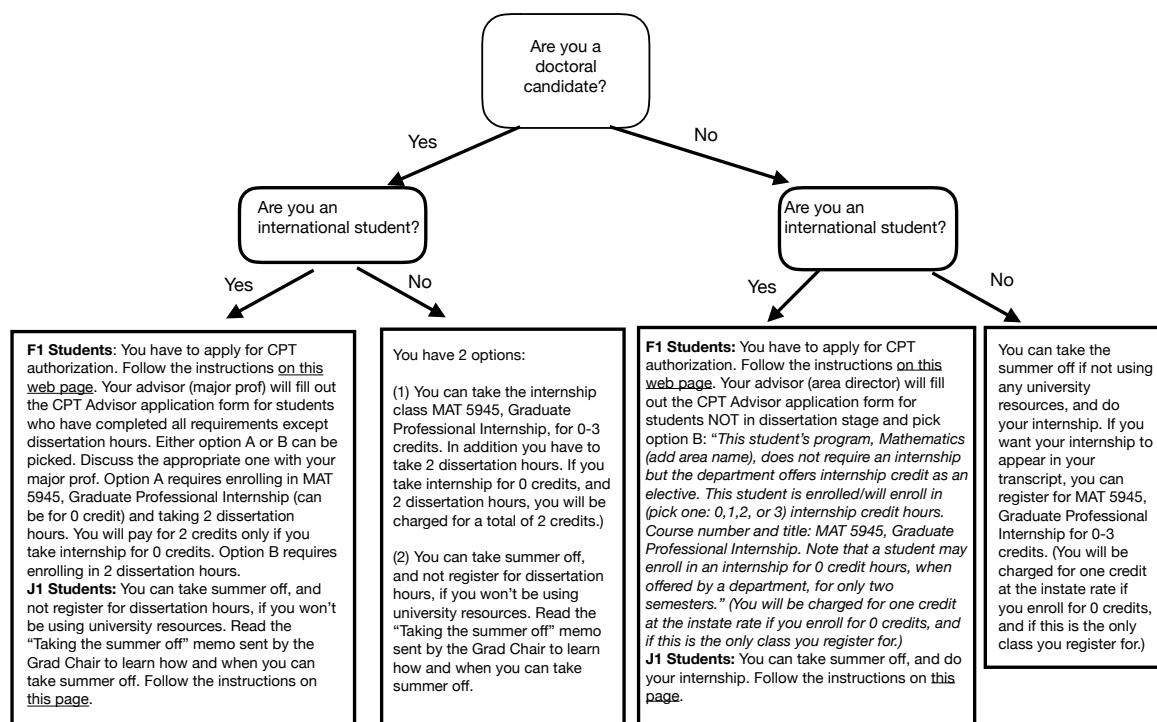 Are you a
doctoral
candidate?
Yes
No
Are you an
international student?
Are you an
international student?
Yes
No
Yes
No
F1 Students: You have to apply for CPT
authorization. Follow the instructions on this
web page. Your advisor (major prof) will fill out
the CPT Advisor application form for students
who have completed all requirements except
dissertation hours. Either option A or B can be
picked. Discuss the appropriate one with your
major prof. Option A requires enrolling in MAT
5945, Graduate Professional Internship (can
be for 0 credit) and taking 2 dissertation
hours. You will pay for 2 credits only if you
take internship for 0 credits. Option B requires
enrolling in 2 dissertation hours.
J1 Students: You can take summer off, and
not register for dissertation hours, if you won't
be using university resources. Read the
“Taking the summer off” memo sent by the
Grad Chair to learn how and when you can
take summer off. Follow the instructions on
this page.
You have 2 options:
(1) You can take the internship
class MAT 5945, Graduate
Professional Internship, for 0-3
credits. In addition you have to
take 2 dissertation hours. If you
take internship for 0 credits, and
2 dissertation hours, you will be
charged for a total of 2 credits.)
(2) You can take summer off,
and not register for dissertation
hours, if you won't be using
university resources. Read the
“Taking the summer off” memo
sent by the Grad Chair to learn
how and when you can take
summer off.
F1 Students: You have to apply for CPT
authorization. Follow the instructions on this
web page. Your advisor (area director) will fill
out the CPT Advisor application form for
students NOT in dissertation stage and pick
option B: “This student's program, Mathematics
(add area name), does not require an internship
but the department offers internship credit as an
elective. This student is enrolled/will enroll in
(pick one: 0,1,2, or 3) internship credit hours.
Course number and title: MAT 5945, Graduate
Professional Internship. Note that a student may
enroll in an internship for 0 credit hours, when
offered by a department, for only two
semesters.” (You will be charged for one credit
at the instate rate if you enroll for 0 credits, and
if this is the only class you register for.)
J1 Students: You can take summer off, and do
your internship. Follow the instructions on this
page.
You can take the
summer off if not using
any university
resources, and do
your internship. If you
want your internship to
appear in your
transcript, you can
register for MAT 5945,
Graduate Professional
Internship for 0-3
credits. (You will be
charged for one credit
at the instate rate if
you enroll for 0 credits,
and if this is the only
class you register for.)